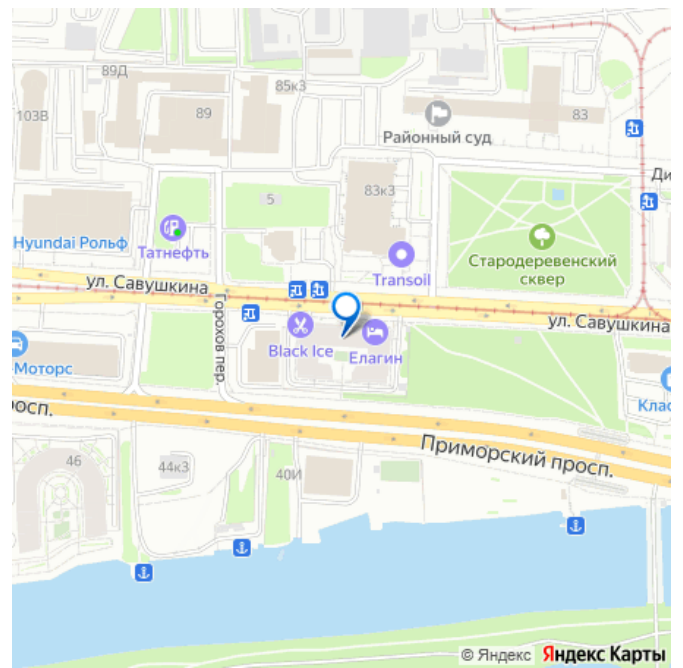 89Д
85к3
103В
89
83
Районный суд
Ди
5
83к3
Hyundai Рольф
Татнефть
Стародеревенский
сквер
Transoil
ул. Савушкина
Горохов пер.
ул. Савушкина
Black Ice
Елагин
Моторс
Клас
росп.
Приморский просп.
46
44к3
40И
© Яндекс Яндекс Карты